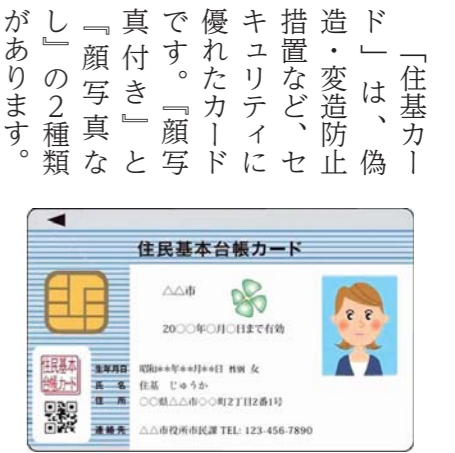 「住基カー
ド」は、偽
造・変造防止
措置など、セ
キュリティに
優れたカード
です。『顔写
真付き』と
『顔写真な
し』の２種類
があります。
住民基本台帳カード
△△市
20○○年○月○日まで有効
住民基本
台帳カード
生年月日 昭和**年**月**日 性別 女
氏名 住基 じゅうか
住所 ○○県△△市○○町2丁目2番1号
連絡先 △△市役所市民課 TEL: 123-456-7890